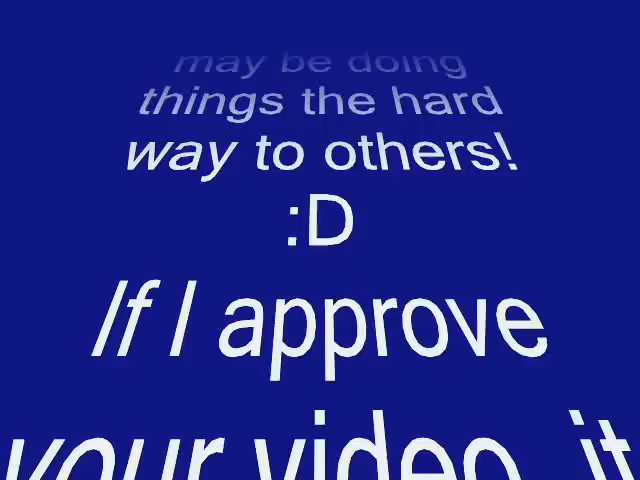 may be doing
things the hard
way to others!
:D
If I approve
your video, it